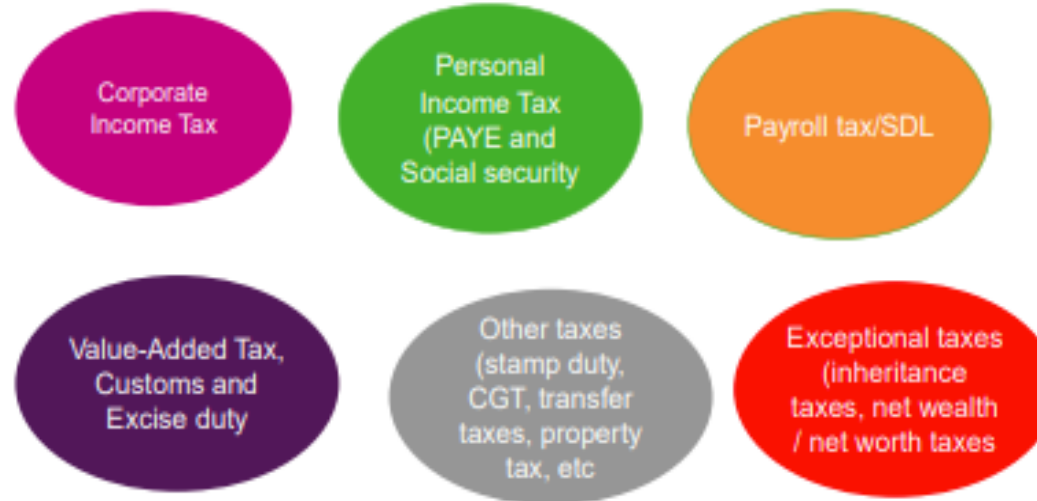 Corporate
Income Tax
Personal
Income Tax
(PAYE and
Social security
Payroll tax/SDL
Value-Added Tax,
Customs and
Excise duty
Other taxes
(stamp duty,
CGT, transfer
taxes, property
tax, etc
Exceptional taxes
(inheritance
taxes, net wealth
/ net worth taxes